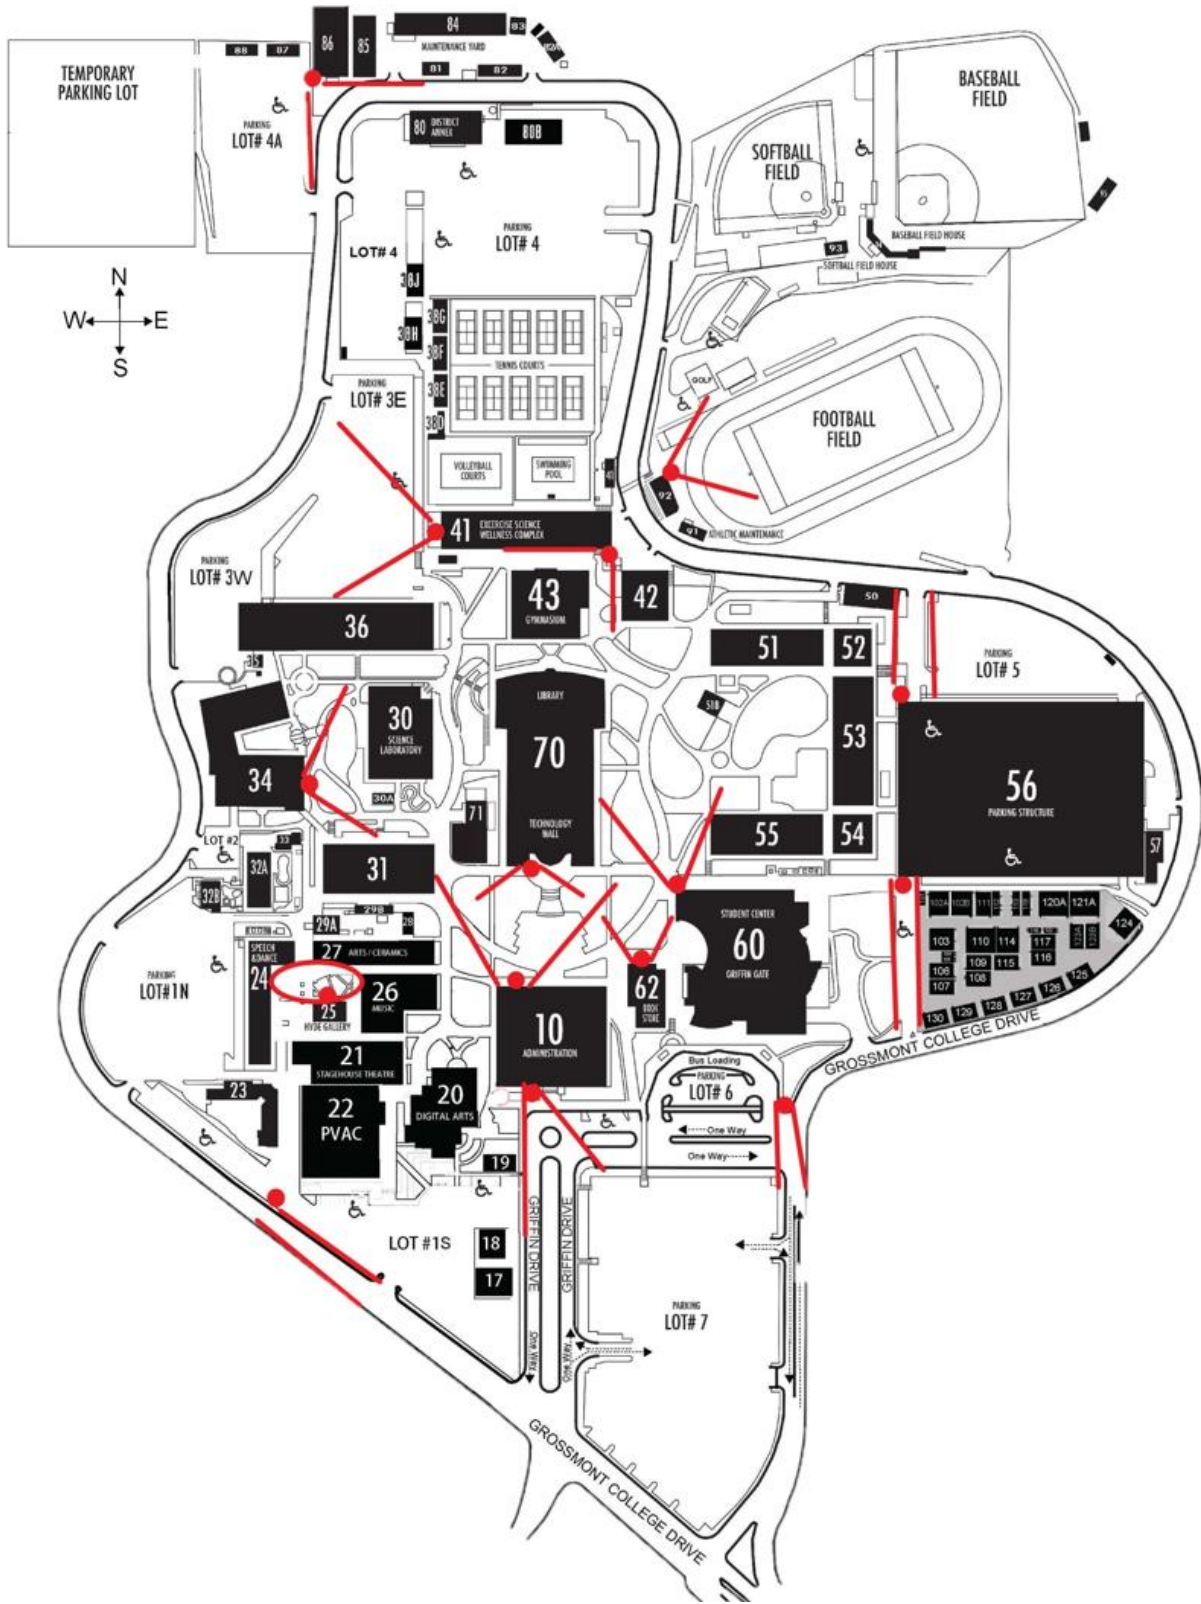 86
85
84
83
MAINTENANCE YARD
88
87
81
82
TEMPORARY
PARKING LOT
PARKING
LOT# 4A
80
DISTRICT
ANNEX
80B
BASEBALL
FIELD
SOFTBALL
FIELD
PARKING
LOT# 4
LOT# 4
BASEBALL FIELD HOUSE
93
SOFTBALL FIELD HOUSE
N
W
E
S
38J
38G
38H
38F
TENNIS COURTS
38E
38D
PARKING
LOT# 3E
GOLF
FOOTBALL
FIELD
VOLLEYBALL
COURTS
SWIMMING
POOL
92
91
ATHLETIC MAINTENANCE
41
EXCERCISE SCIENCE
WELLNESS COMPLEX
PARKING
LOT# 3W
43
GYMNASIUM
42
50
36
51
52
PARKING
LOT# 5
LIBRARY
70
TECHNOLOGY
MALL
30
SCIENCE
LABORATORY
30A
51B
53
34
56
PARKING STRUCTURE
71
55
54
57
LOT #2
33
32A
32B
31
29B
29A
28
STUDENT CENTER
60
GRIFFIN GATE
102A
102B
111
120A
121A
124
SPEECH
&DANCE
24
27
ARTS / CERAMICS
103
110
114
117
116
109
115
106
107
108
125
126
127
128
129
130
PARKING
LOT#1N
25
HYDE GALLERY
26
MUSIC
62
BOOK
STORE
10
ADMINISTRATION
GROSSMONT COLLEGE DRIVE
21
STAGEHOUSE THEATRE
Bus Loading
PARKING
LOT# 6
23
22
PVAC
20
DIGITAL ARTS
One Way
One Way
19
GRIFFIN DRIVE
GRIFFIN DRIVE
LOT #1S
18
17
PARKING
LOT# 7
One Way
One Way
GROSSMONT COLLEGE DRIVE